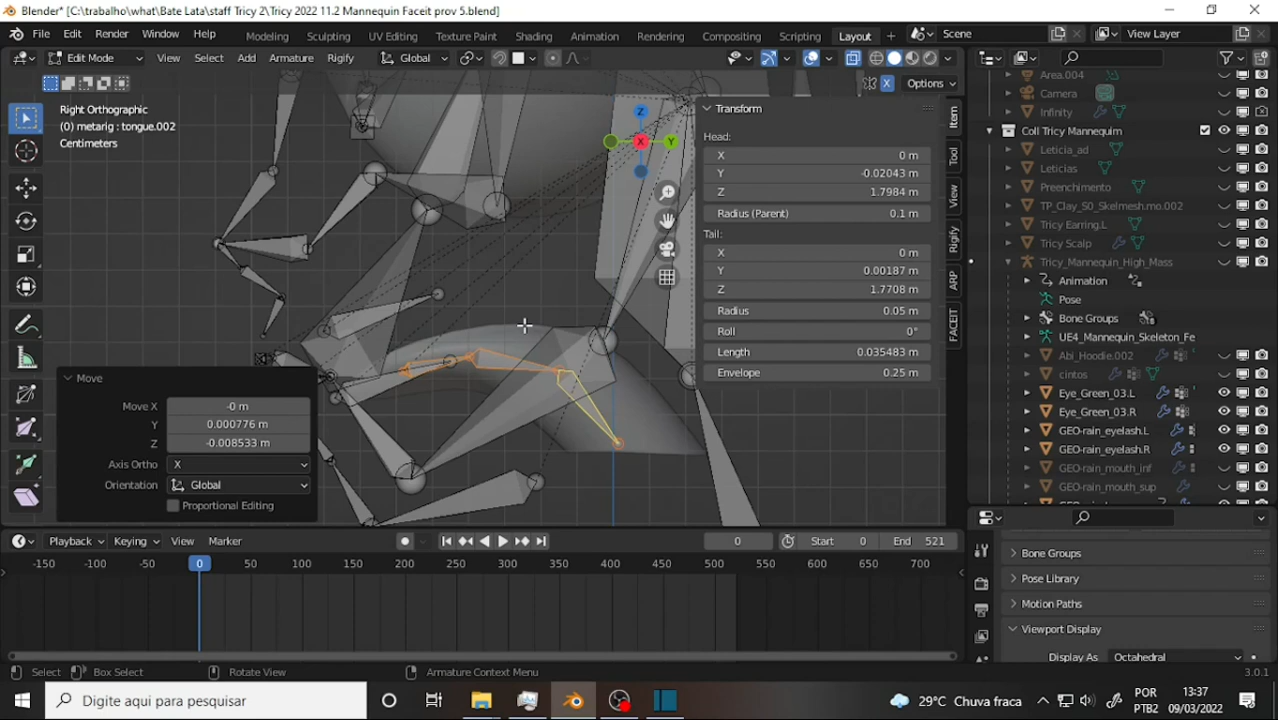 Blender* [C:\trabalho\what\Bate Lata\staff Tricy 2\Tricy 2022 11.2 Mannequin Faceit prov 5.blend]
File Edit Render Window Help Modeling Sculpting UV Editing Texture Paint Shading Animation Rendering Compositing Scripting Layout + Scene View Layer
Edit Mode View Select Add Armature Rigify Global
X Options
Right Orthographic
(0) metarig : tongue.002
Centimeters
Z
Y
X
Transform
Head:
X 0 m
Y -0.02043 m
Z 1.7984 m
Radius (Parent) 0.1 m
Tail:
X 0 m
Y 0.00187 m
Z 1.7708 m
Radius 0.05 m
Roll 0°
Length 0.035483 m
Envelope 0.25 m
Item
Tool
View
Rigify
ARP
FACEIT
Area.004
Camera
Infinity
Coll Tricy Mannequim
Leticia_ad
Leticias
Preenchimento
TP_Clay_S0_Skelmesh.mo.002
Tricy Earring.L
Tricy Scalp
Tricy_Mannequin_High_Mass
Animation
Pose
Bone Groups
UE4_Mannequin_Skeleton_Fe
Abi_Hoodie.002
cintos
Eye_Green_03.L
Eye_Green_03.R
GEO-rain_eyelash.L
GEO-rain_eyelash.R
GEO-rain_mouth_inf
GEO-rain_mouth_sup
Move
Move X -0 m
Y 0.000776 m
Z -0.008533 m
Axis Ortho X
Orientation Global
Proportional Editing
Playback Keying View Marker 0 Start 0 End 521
-150 -100 -50 0 50 100 150 200 250 300 350 400 450 500 550 600 650 700
Bone Groups
Pose Library
Motion Paths
Viewport Display
Display As Octahedral
Select Box Select Rotate View Armature Context Menu 3.0.1
Digite aqui para pesquisar
29°C Chuva fraca
POR
PTB2
13:37
09/03/2022